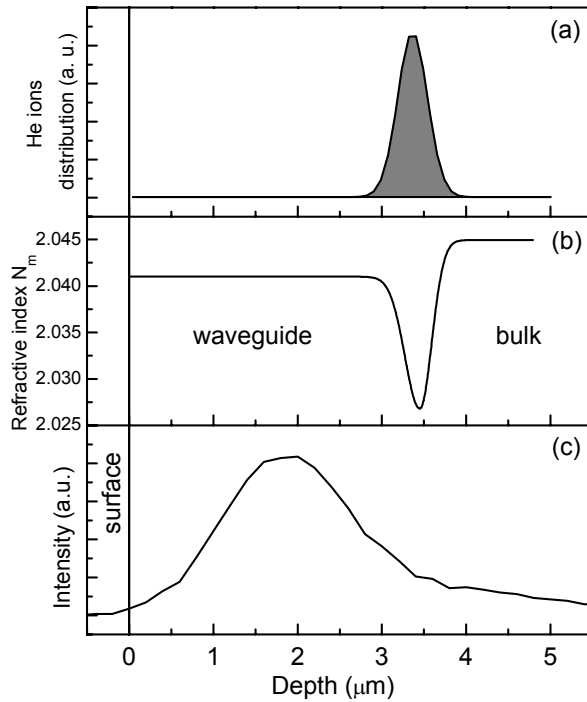 (a)
He ions
distribution (a. u.)
(b)
Refractive index Nm
2.045
2.040
2.035
2.030
2.025
waveguide
bulk
(c)
Intensity (a.u.)
surface
0 1 2 3 4 5
Depth (μm)